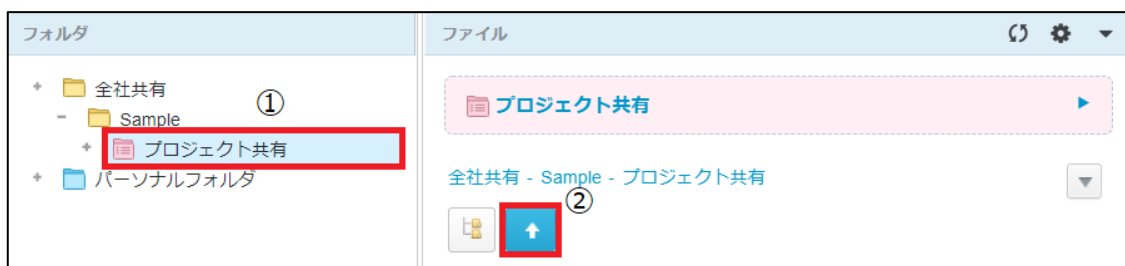 フォルダ
全社共有
①
Sample
プロジェクト共有
パーソナルフォルダ
ファイル
プロジェクト共有
全社共有 - Sample - プロジェクト共有
②